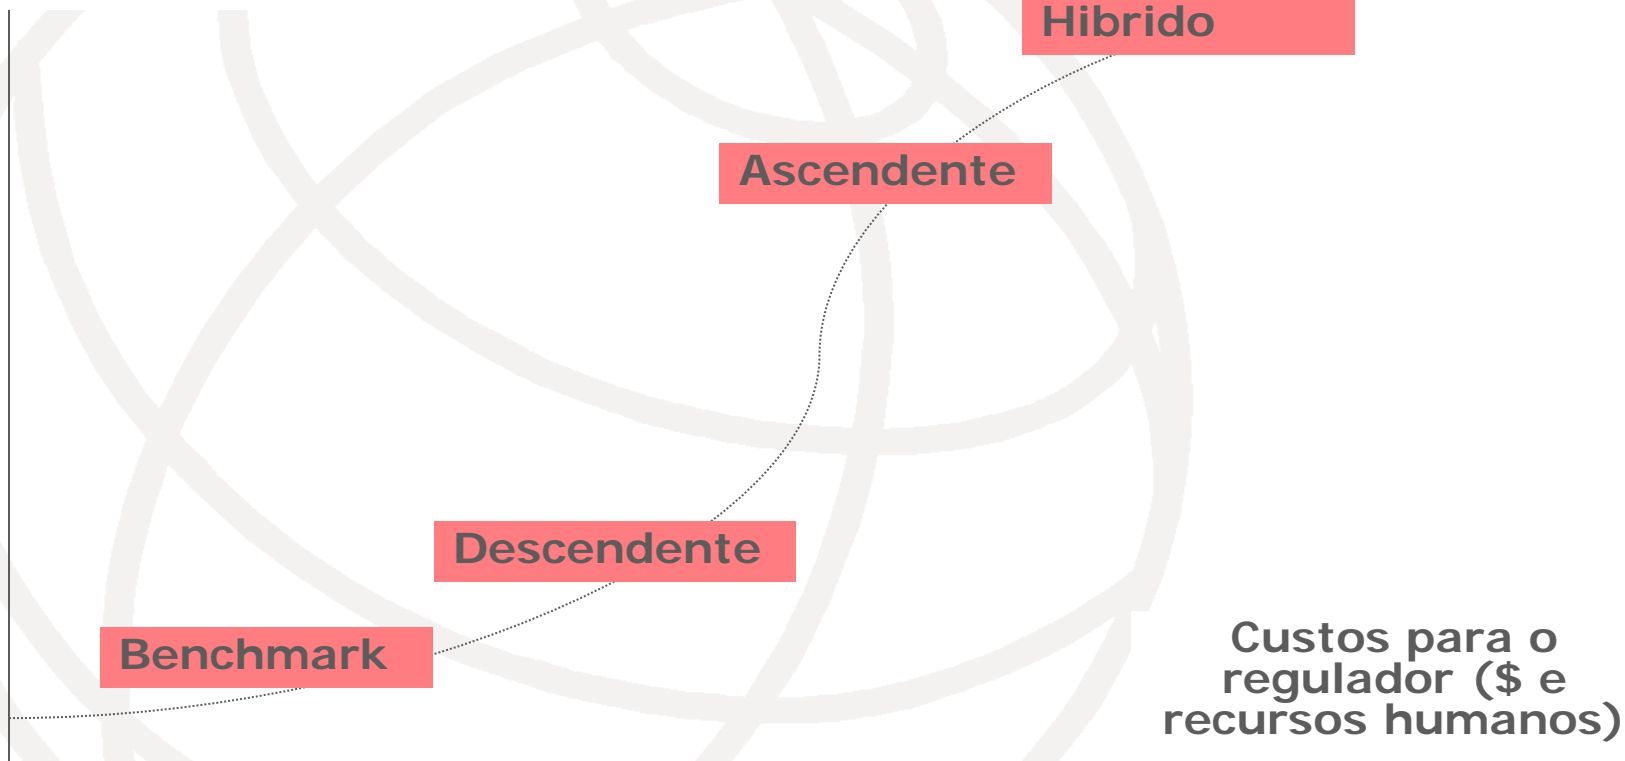 Hibrido
Ascendente
Descendente
Benchmark
Custos para o
regulador ($ e
recursos humanos)